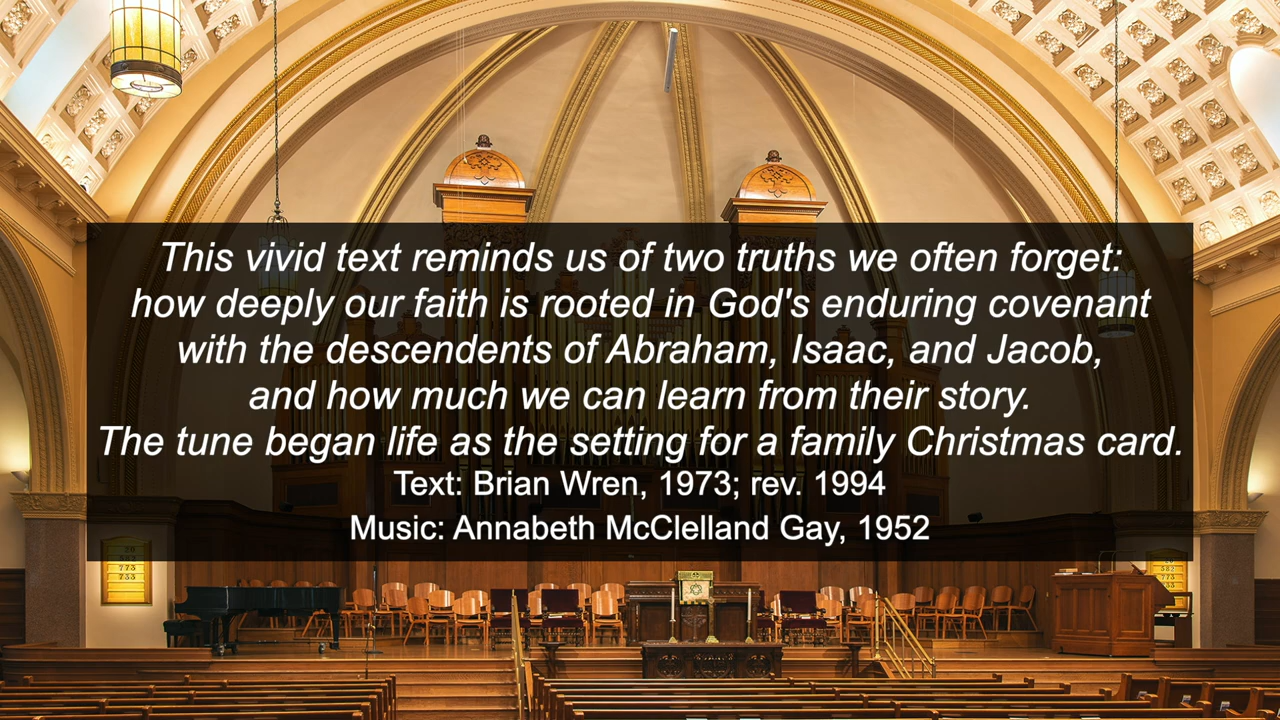 This vivid text reminds us of two truths we often forget:
how deeply our faith is rooted in God's enduring covenant
with the descendents of Abraham, Isaac, and Jacob,
and how much we can learn from their story.
The tune began life as the setting for a family Christmas card.
Text: Brian Wren, 1973; rev. 1994
Music: Annabeth McClelland Gay, 1952